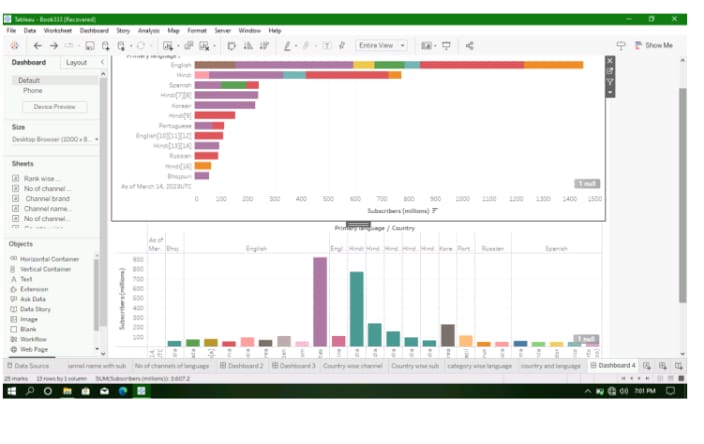 Tableau - Book333 [Recovered]
File Data Worksheet Dashboard Story Analysis Map Format Server Window Help
Entire View
Show Me
Dashboard Layout
Default
Phone
Device Preview
Size
Desktop Browser (1000 x 8...
Sheets
Rank wise ...
No of channel ...
Channel brand
Channel name...
No of channel...
Objects
Horizontal Container
Vertical Container
Text
Extension
Ask Data
Data Story
Image
Blank
Workflow
Web Page
Primary language
English
Hindi
Spanish
Hindi[7][8]
Korean
Hindi[9]
Portuguese
English[10][11][12]
Hindi[13][14]
Russian
Hindi[16]
Bhojpuri
As of March 14, 2023UTC
1 null
0 100 200 300 400 500 600 700 800 900 1000 1100 1200 1300 1400 1500
Subscribers (millions)
Primary language / Country
As of
Mar.. Bhoj.. English Engl.. Hindi Hind.. Hind.. Hind.. Hind.. Kore.. Port.. Russian Spanish
Subscribers (millions)
900
800
700
600
500
400
300
200
100
1 null
Data Source annel name with sub No of channels of language Dashboard 2 Dashboard 3 Country wise channel Country wise sub category wise language country and language Dashboard 4
25 marks 13 rows by 1 column SUM(Subscribers (millions)): 3,607.2
7:01 PM